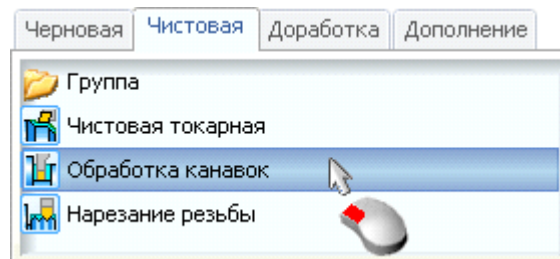 Черновая Чистовая Доработка Дополнение
Группа
Чистовая токарная
Обработка канавок
Нарезание резьбы